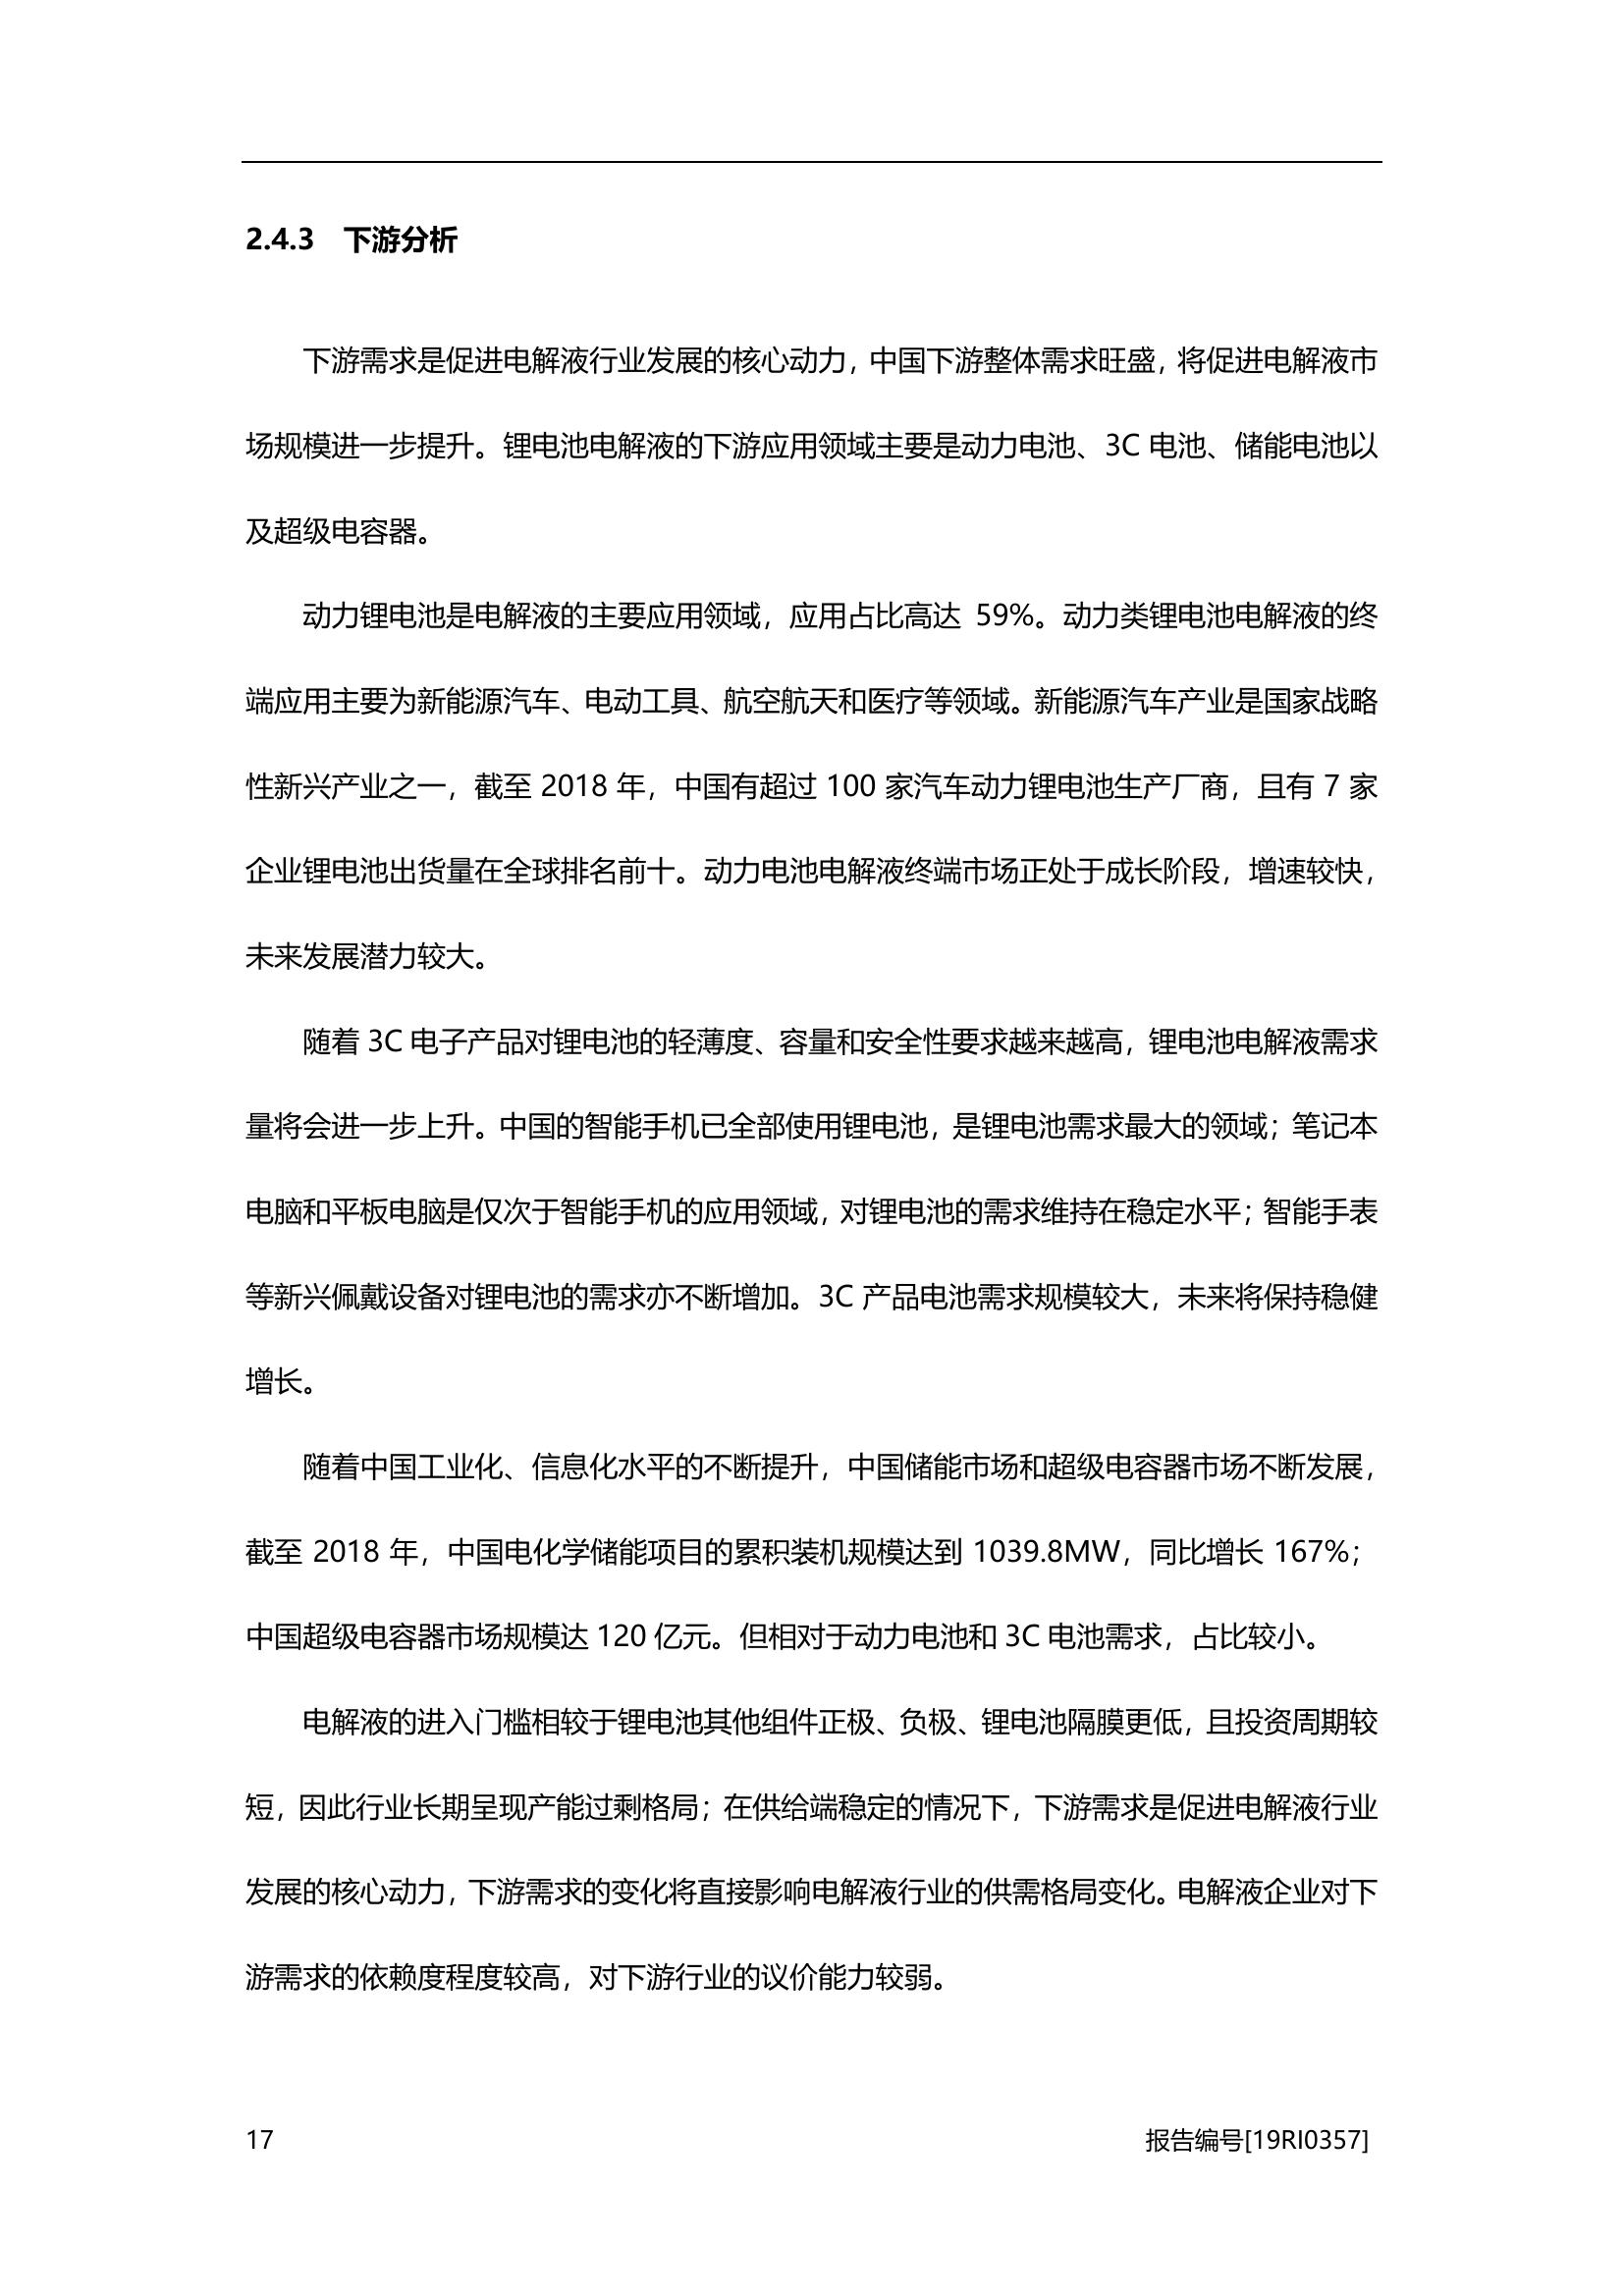 2.4.3 下游分析
下游需求是促进电解液行业发展的核心动力，中国下游整体需求旺盛，将促进电解液市
场规模进一步提升。锂电池电解液的下游应用领域主要是动力电池、3C 电池、储能电池以
及超级电容器。
动力锂电池是电解液的主要应用领域，应用占比高达 59%。动力类锂电池电解液的终
端应用主要为新能源汽车、电动工具、航空航天和医疗等领域。新能源汽车产业是国家战略
性新兴产业之一，截至 2018 年，中国有超过 100 家汽车动力锂电池生产厂商，且有 7 家
企业锂电池出货量在全球排名前十。动力电池电解液终端市场正处于成长阶段，增速较快，
未来发展潜力较大。
随着 3C 电子产品对锂电池的轻薄度、容量和安全性要求越来越高，锂电池电解液需求
量将会进一步上升。中国的智能手机已全部使用锂电池，是锂电池需求最大的领域；笔记本
电脑和平板电脑是仅次于智能手机的应用领域，对锂电池的需求维持在稳定水平；智能手表
等新兴佩戴设备对锂电池的需求亦不断增加。3C 产品电池需求规模较大，未来将保持稳健
增长。
随着中国工业化、信息化水平的不断提升，中国储能市场和超级电容器市场不断发展，
截至 2018 年，中国电化学储能项目的累积装机规模达到 1039.8MW，同比增长 167%；
中国超级电容器市场规模达 120 亿元。但相对于动力电池和 3C 电池需求，占比较小。
电解液的进入门槛相较于锂电池其他组件正极、负极、锂电池隔膜更低，且投资周期较
短，因此行业长期呈现产能过剩格局；在供给端稳定的情况下，下游需求是促进电解液行业
发展的核心动力，下游需求的变化将直接影响电解液行业的供需格局变化。电解液企业对下
游需求的依赖度程度较高，对下游行业的议价能力较弱。
17 报告编号[19RI0357]